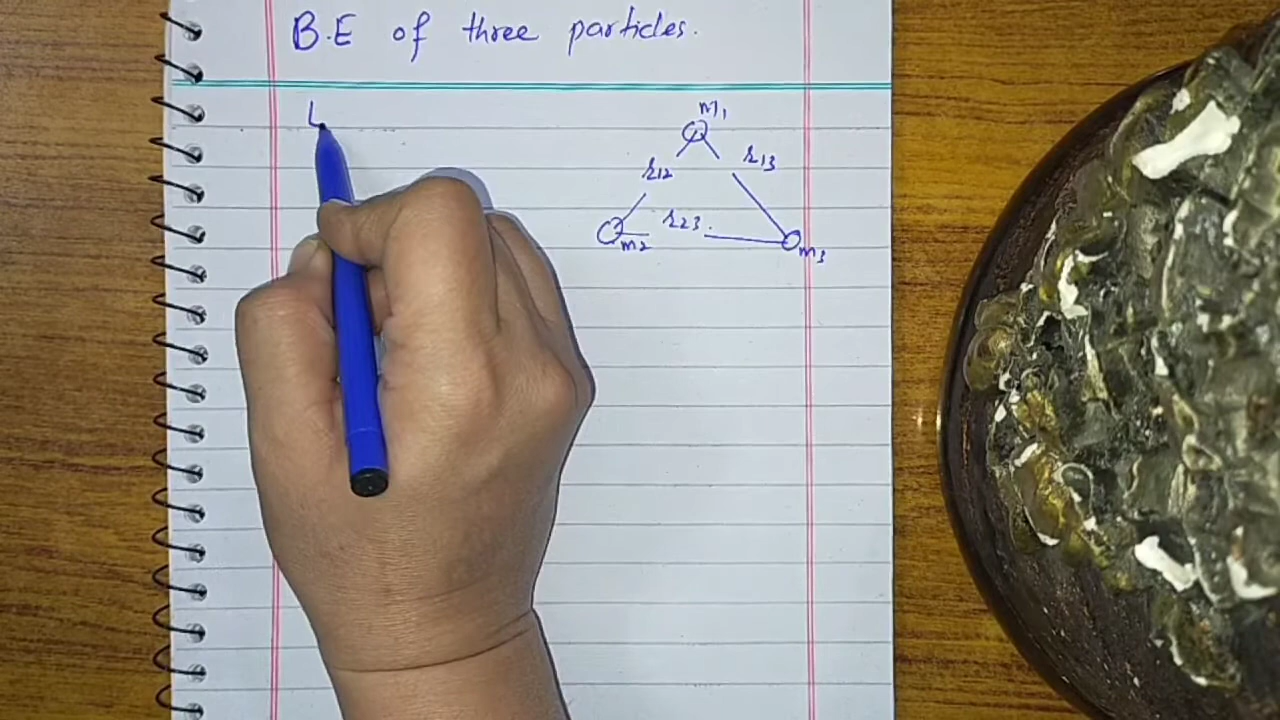 B.E of three particles.
L
m1
r12
r13
r23.
m2
m3